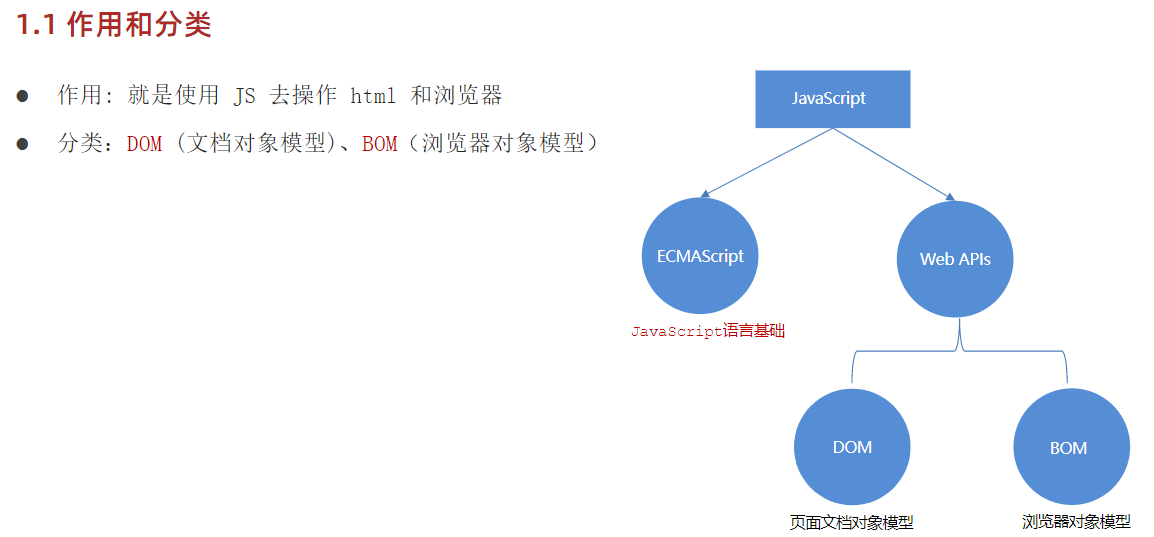 1.1 作用和分类
● 作用: 就是使用 JS 去操作 html 和浏览器
● 分类：DOM (文档对象模型)、BOM（浏览器对象模型）
JavaScript
ECMAScript
Web APIs
JavaScript语言基础
DOM
BOM
页面文档对象模型
浏览器对象模型